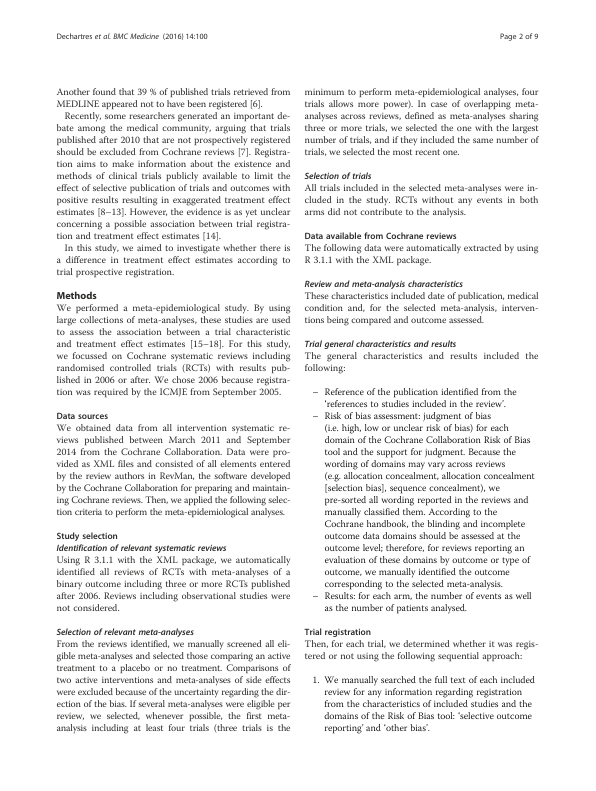 Dechartres et al. BMC Medicine (2016) 14:100
Page 2 of 9
Another found that 39 % of published trials retrieved from
MEDLINE appeared not to have been registered [6].
Recently, some researchers generated an important de-
bate among the medical community, arguing that trials
published after 2010 that are not prospectively registered
should be excluded from Cochrane reviews [7]. Registra-
tion aims to make information about the existence and
methods of clinical trials publicly available to limit the
effect of selective publication of trials and outcomes with
positive results resulting in exaggerated treatment effect
estimates [8–13]. However, the evidence is as yet unclear
concerning a possible association between trial registra-
tion and treatment effect estimates [14].
In this study, we aimed to investigate whether there is
a difference in treatment effect estimates according to
trial prospective registration.
Methods
We performed a meta-epidemiological study. By using
large collections of meta-analyses, these studies are used
to assess the association between a trial characteristic
and treatment effect estimates [15–18]. For this study,
we focussed on Cochrane systematic reviews including
randomised controlled trials (RCTs) with results pub-
lished in 2006 or after. We chose 2006 because registra-
tion was required by the ICMJE from September 2005.
Data sources
We obtained data from all intervention systematic re-
views published between March 2011 and September
2014 from the Cochrane Collaboration. Data were pro-
vided as XML files and consisted of all elements entered
by the review authors in RevMan, the software developed
by the Cochrane Collaboration for preparing and maintain-
ing Cochrane reviews. Then, we applied the following selec-
tion criteria to perform the meta-epidemiological analyses.
Study selection
Identification of relevant systematic reviews
Using R 3.1.1 with the XML package, we automatically
identified all reviews of RCTs with meta-analyses of a
binary outcome including three or more RCTs published
after 2006. Reviews including observational studies were
not considered.
Selection of relevant meta-analyses
From the reviews identified, we manually screened all eli-
gible meta-analyses and selected those comparing an active
treatment to a placebo or no treatment. Comparisons of
two active interventions and meta-analyses of side effects
were excluded because of the uncertainty regarding the dir-
ection of the bias. If several meta-analyses were eligible per
review, we selected, whenever possible, the first meta-
analysis including at least four trials (three trials is the
minimum to perform meta-epidemiological analyses, four
trials allows more power). In case of overlapping meta-
analyses across reviews, defined as meta-analyses sharing
three or more trials, we selected the one with the largest
number of trials, and if they included the same number of
trials, we selected the most recent one.
Selection of trials
All trials included in the selected meta-analyses were in-
cluded in the study. RCTs without any events in both
arms did not contribute to the analysis.
Data available from Cochrane reviews
The following data were automatically extracted by using
R 3.1.1 with the XML package.
Review and meta-analysis characteristics
These characteristics included date of publication, medical
condition and, for the selected meta-analysis, interven-
tions being compared and outcome assessed.
Trial general characteristics and results
The general characteristics and results included the
following:
– Reference of the publication identified from the
‘references to studies included in the review’.
– Risk of bias assessment: judgment of bias
(i.e. high, low or unclear risk of bias) for each
domain of the Cochrane Collaboration Risk of Bias
tool and the support for judgment. Because the
wording of domains may vary across reviews
(e.g. allocation concealment, allocation concealment
[selection bias], sequence concealment), we
pre-sorted all wording reported in the reviews and
manually classified them. According to the
Cochrane handbook, the blinding and incomplete
outcome data domains should be assessed at the
outcome level; therefore, for reviews reporting an
evaluation of these domains by outcome or type of
outcome, we manually identified the outcome
corresponding to the selected meta-analysis.
– Results: for each arm, the number of events as well
as the number of patients analysed.
Trial registration
Then, for each trial, we determined whether it was regis-
tered or not using the following sequential approach:
1. We manually searched the full text of each included
review for any information regarding registration
from the characteristics of included studies and the
domains of the Risk of Bias tool: ‘selective outcome
reporting’ and ‘other bias’.